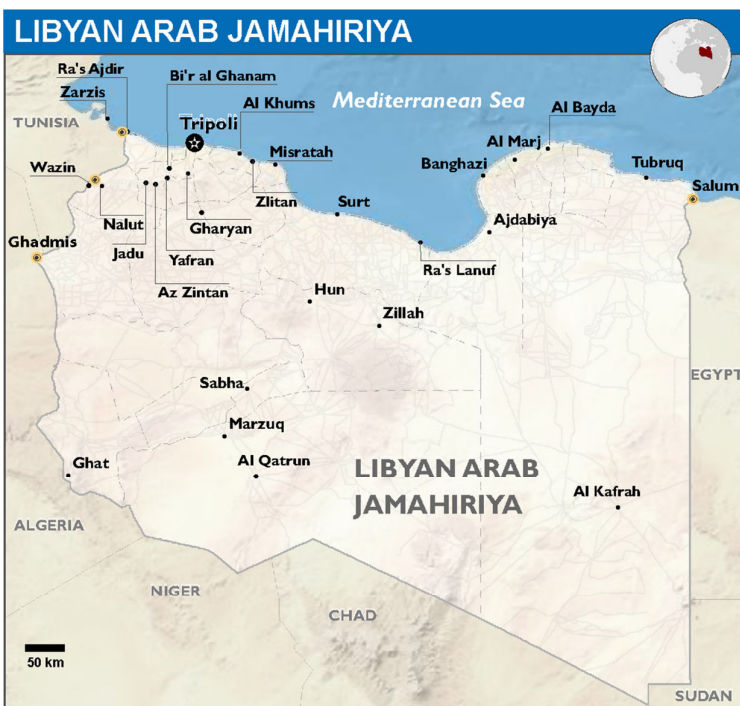 LIBYAN ARAB JAMAHIRIYA
Ra's Ajdir
Bi'r al Ghanam
Zarzis
Al Khums
Mediterranean Sea
Al Bayda
TUNISIA
Tripoli
Al Marj
Misratah
Banghazi
Tubruq
Wazin
Salum
Zlitan
Surt
Nalut
Gharyan
Ajdabiya
Ghadmis
Jadu
Yafran
Ra's Lanuf
Az Zintan
Hun
Zillah
EGYPT
Sabha
Marzuq
Ghat
Al Qatrun
LIBYAN ARAB
JAMAHIRIYA
Al Kafrah
ALGERIA
NIGER
CHAD
50 km
SUDAN